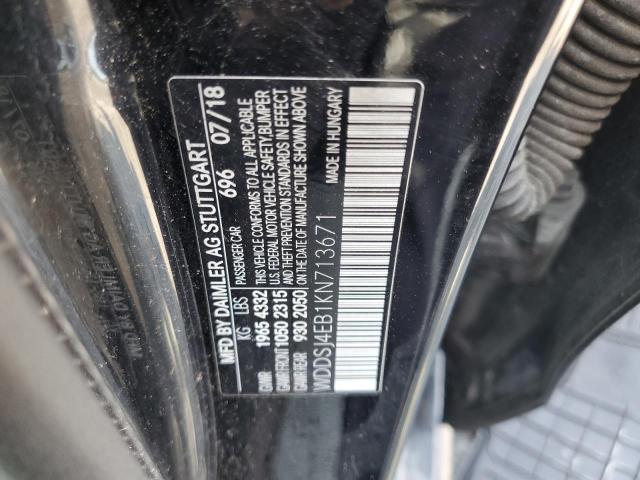 MFD BY DAIMLER AG STUTTGART
696 07/18
KG LBS PASSENGER CAR
GVWR 1965 4332 THIS VEHICLE CONFORMS TO ALL APPLICABLE
GAWR FRONT 1050 2315 U.S. FEDERAL MOTOR VEHICLE SAFETY,BUMPER
GAWR REAR 930 2050 AND THEFT PREVENTION STANDARDS IN EFFECT
ON THE DATE OF MANUFACTURE SHOWN ABOVE
MADE IN HUNGARY
WDDSJ4EB1KN713671